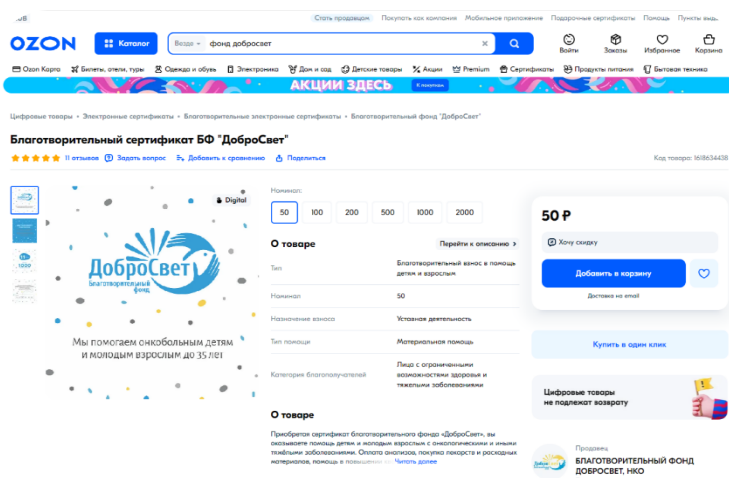 Стать продавцом Покупать как компания Мобильное приложение Подарочные сертификаты Помощь Пункты выд
OZON Каталог Везде фонд добросвет × Войти Заказы Избранное Корзина
Ozon Карта Билеты, отели, туры Одежда и обувь Электроника Дом и сад Детские товары Акции Premium Сертификаты Продукты питания Бытовая техника
АКЦИИ ЗДЕСЬ К покупкам
Цифровые товары • Электронные сертификаты • Благотворительные электронные сертификаты • Благотворительный фонд "ДоброСвет"
Благотворительный сертификат БФ "ДоброСвет"
11 отзывов Задать вопрос Добавить к сравнению Поделиться Код товара: 1618634438
Digital
ДоброСвет
Благотворительный
фонд
Мы помогаем онкобольным детям
и молодым взрослым до 35 лет
Номинал:
50 100 200 500 1000 2000
О товаре Перейти к описанию >
Тип Благотворительный взнос в помощь
детям и взрослым
Номинал 50
Назначение взноса Уставная деятельность
Тип помощи Материальная помощь
Категория благополучателей Лица с ограниченными
возможностями здоровья и
тяжелыми заболеваниями
О товаре
Приобретая сертификат благотворительного фонда «ДоброСвет», вы
оказываете помощь детям и молодым взрослым с онкологическими и иными
тяжёлыми заболеваниями. Оплата анализов, покупка лекарств и расходных
материалов, помощь в повышении Читать далее
50 ₽
Хочу скидку
Добавить в корзину
Доставка на email
Купить в один клик
Цифровые товары
не подлежат возврату
Продавец
БЛАГОТВОРИТЕЛЬНЫЙ ФОНД
ДОБРОСВЕТ, НКО